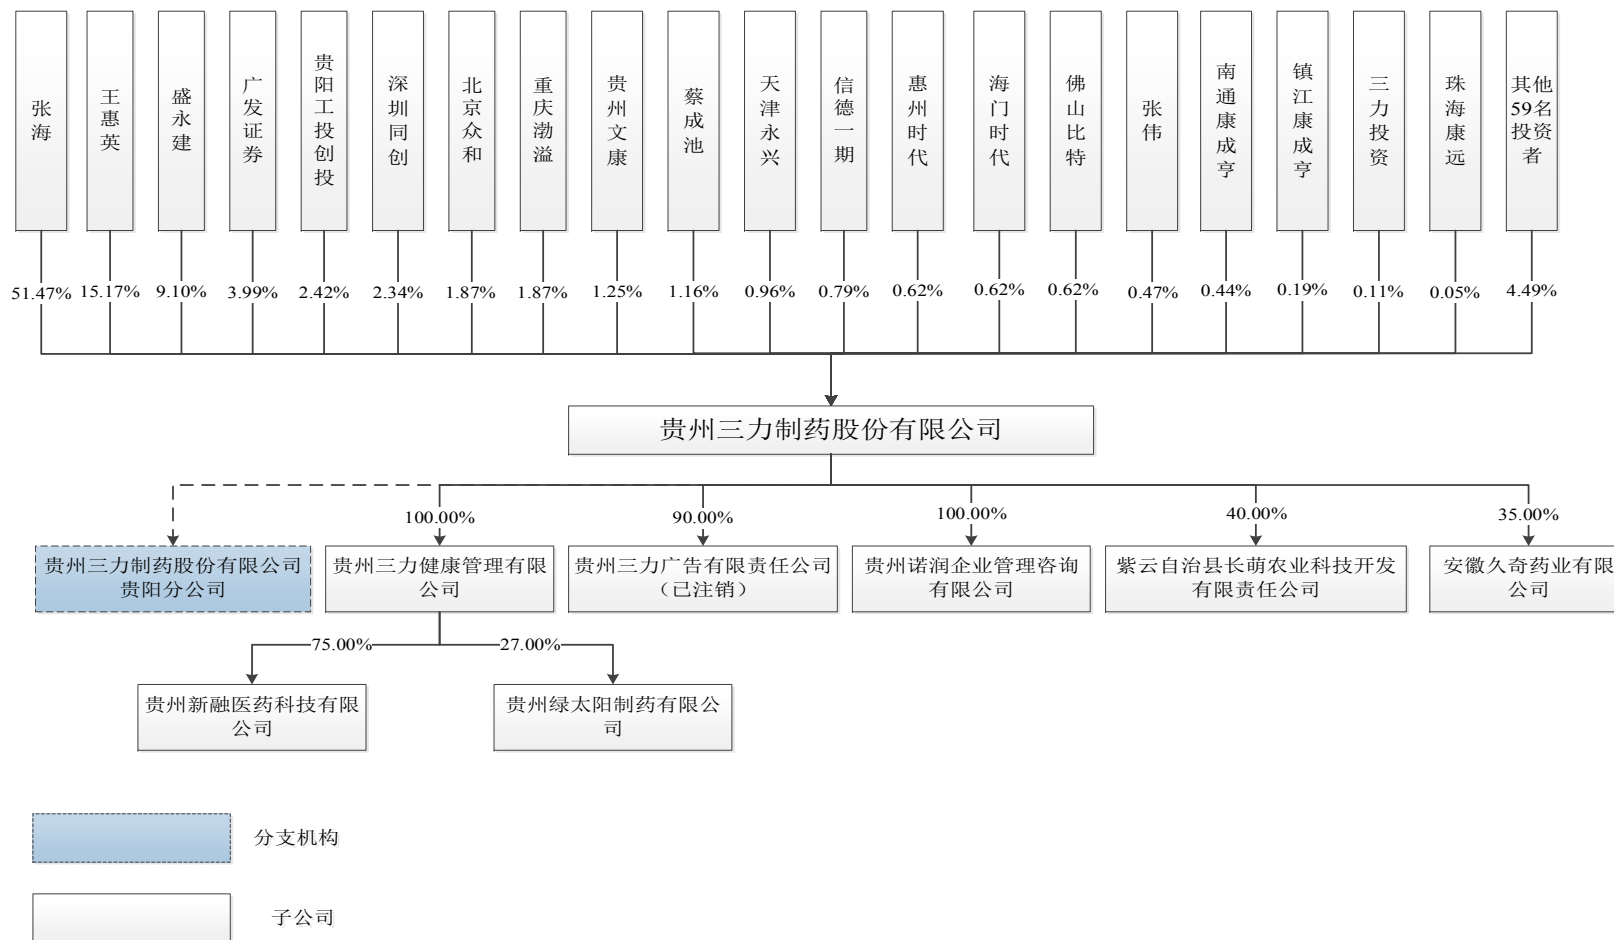 张海
王惠英
盛永建
广发证券
贵阳工投创投
深圳同创
北京众和
重庆渤溢
贵州文康
蔡成池
天津永兴
信德一期
惠州时代
海门时代
佛山比特
张伟
南通康成亨
镇江康成亨
三力投资
珠海康远
其他
59名
投资
者
51.47%
15.17%
9.10%
3.99%
2.42%
2.34%
1.87%
1.87%
1.25%
1.16%
0.96%
0.79%
0.62%
0.62%
0.62%
0.47%
0.44%
0.19%
0.11%
0.05%
4.49%
贵州三力制药股份有限公司
100.00%
90.00%
100.00%
40.00%
35.00%
贵州三力制药股份有限公司
贵阳分公司
贵州三力健康管理有限
公司
贵州三力广告有限责任公司
（已注销）
贵州诺润企业管理咨询
有限公司
紫云自治县长萌农业科技开发
有限责任公司
安徽久奇药业有限
公司
75.00%
27.00%
贵州新融医药科技有限
公司
贵州绿太阳制药有限公
司
分支机构
子公司